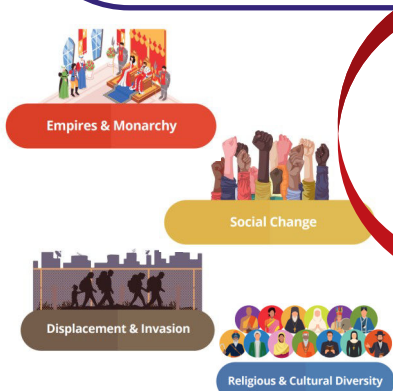 Empires & Monarchy
Social Change
Displacement & Invasion
Religious & Cultural Diversity